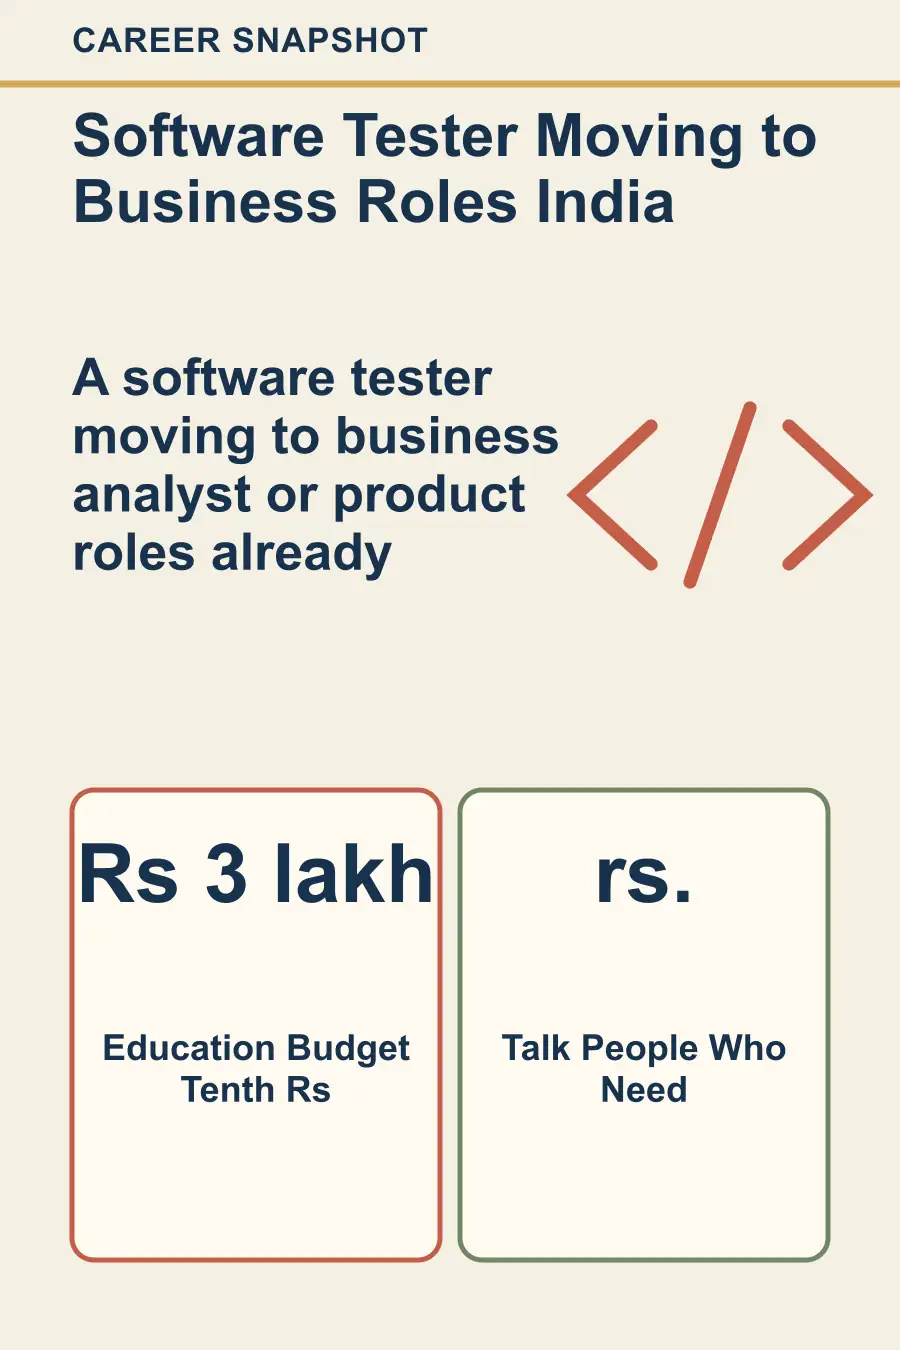 CAREER SNAPSHOT
Software Tester Moving to
Business Roles India
A software tester
moving to business
analyst or product
roles already
Rs 3 lakh
Education Budget
Tenth Rs
rs.
Talk People Who
Need